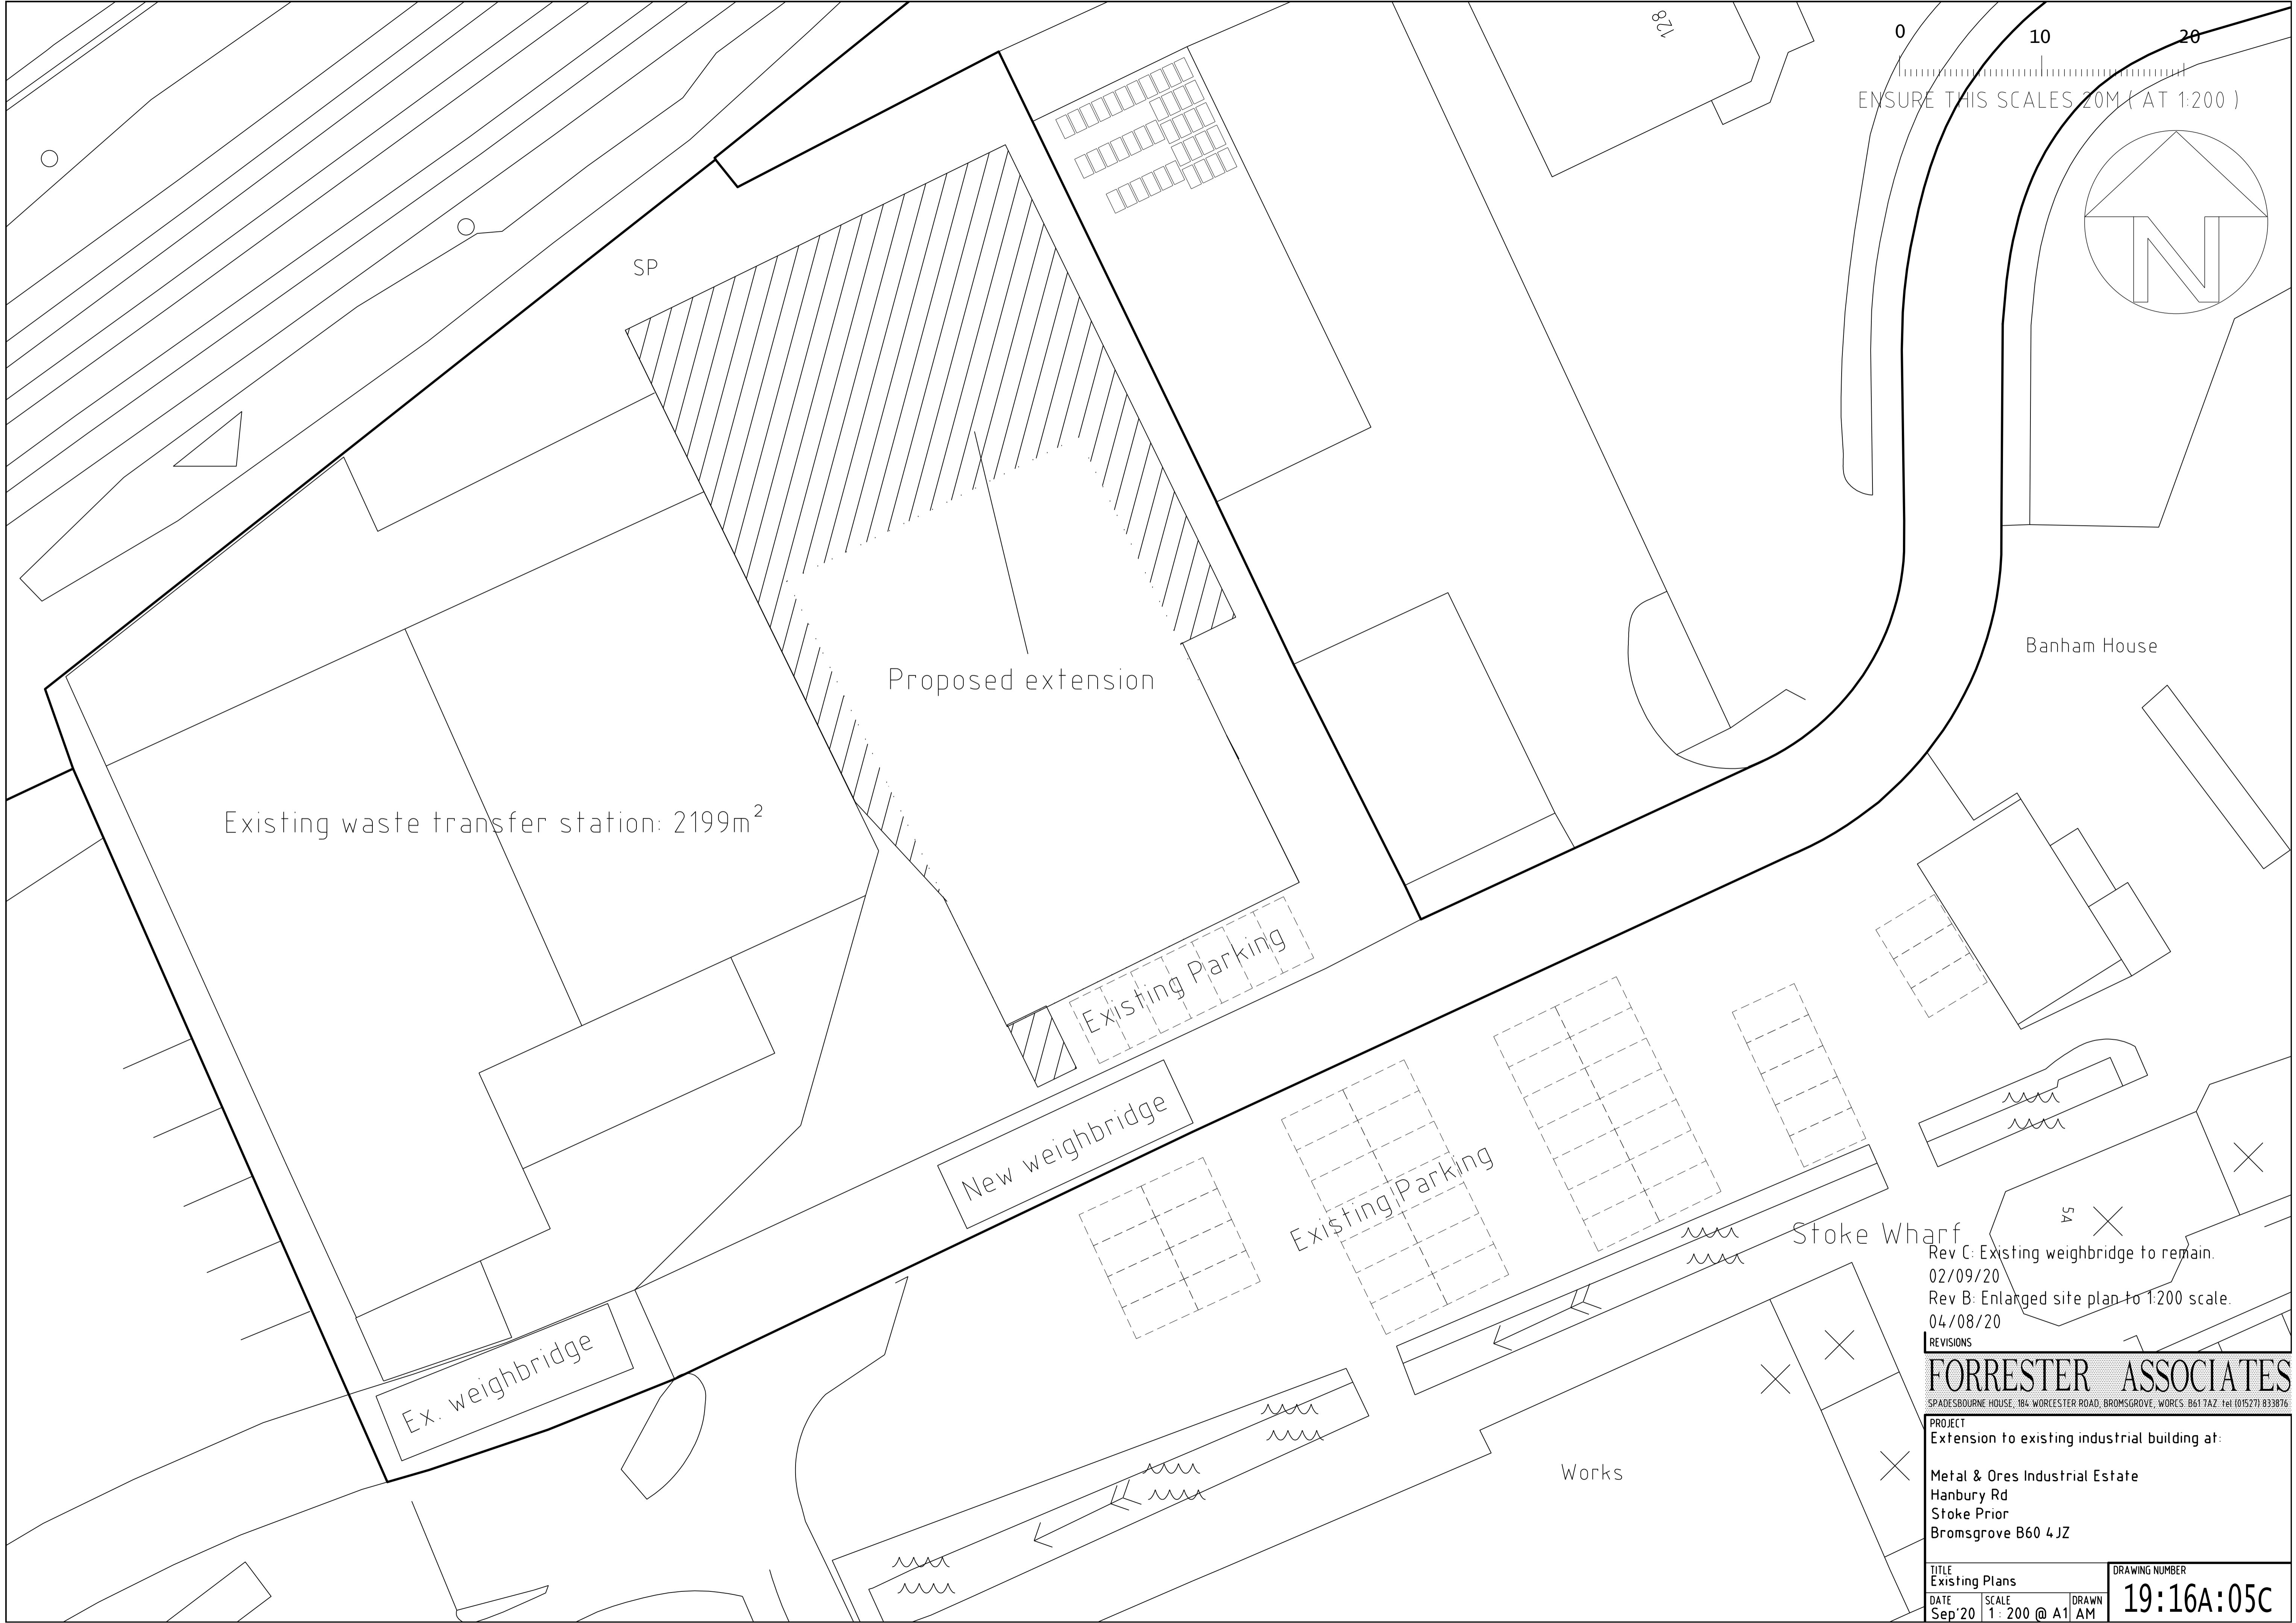 128
0 10 20
ENSURE THIS SCALES 20M ( AT 1:200 )
N
SP
Banham House
Proposed extension
Existing waste transfer station: 2199m²
Existing Parking
New weighbridge
Existing Parking
Ex. weighbridge
Stoke Wharf
54
Works
Rev C: Existing weighbridge to remain.
02/09/20
Rev B: Enlarged site plan to 1:200 scale.
04/08/20
REVISIONS
FORRESTER ASSOCIATES
SPADESBOURNE HOUSE, 184 WORCESTER ROAD, BROMSGROVE, WORCS. B61 7AZ tel (01527) 833876
PROJECT
Extension to existing industrial building at:
Metal & Ores Industrial Estate
Hanbury Rd
Stoke Prior
Bromsgrove B60 4JZ
TITLE
Existing Plans
DATE
Sep'20
SCALE
1 : 200 @ A1
DRAWN
AM
DRAWING NUMBER
19:16A:05C